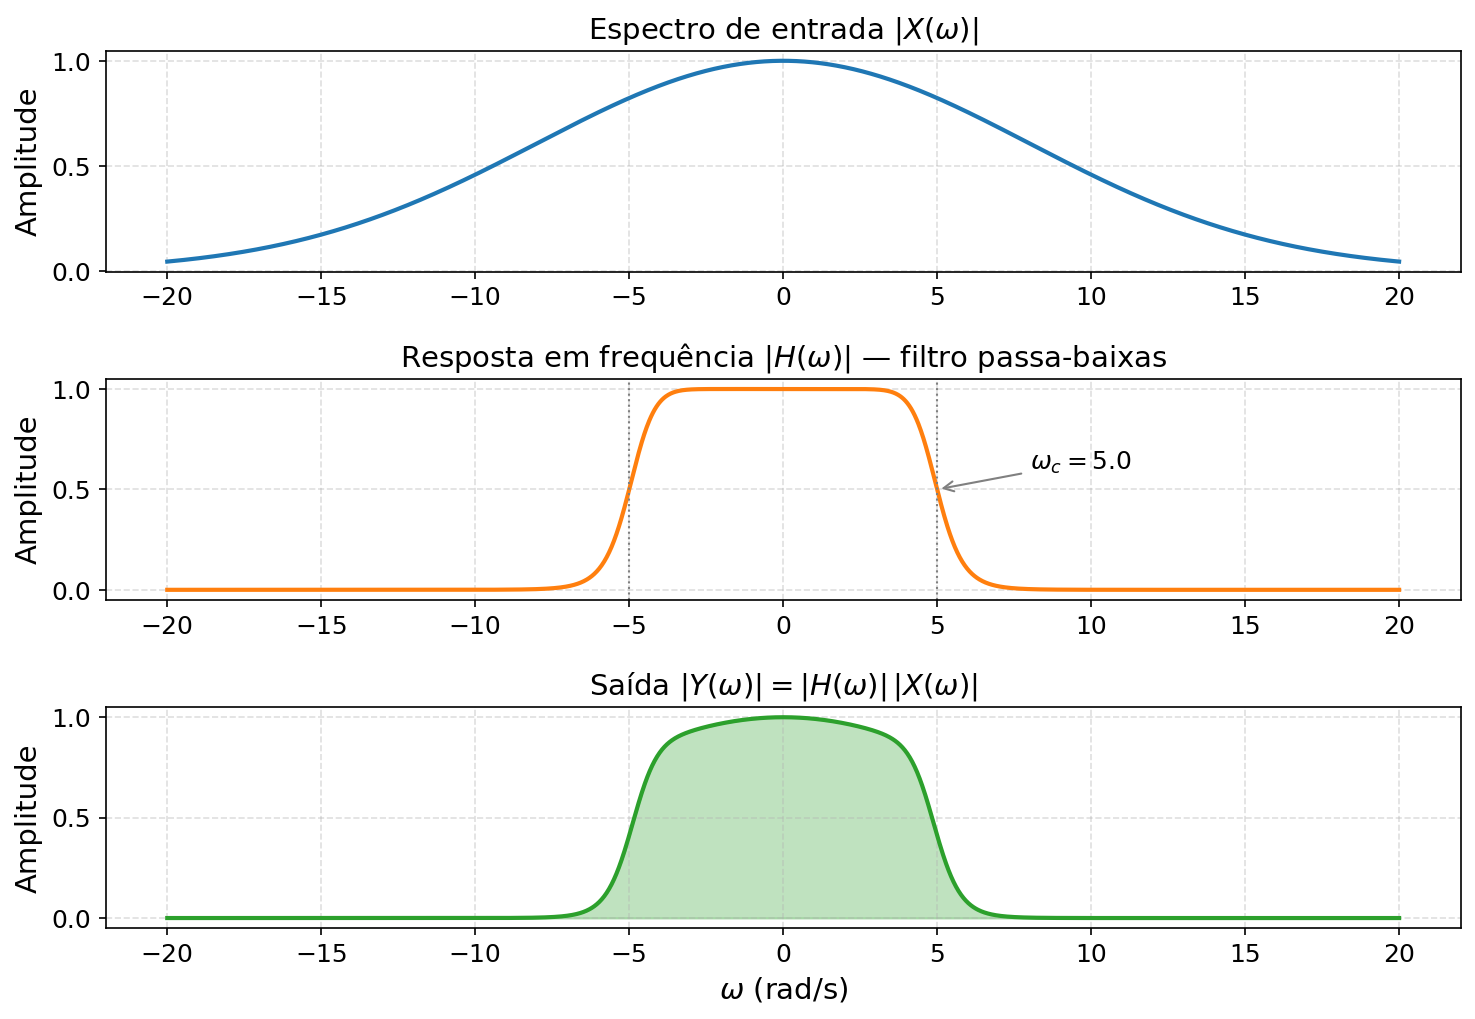 Espectro de entrada |X(ω)|
Amplitude
1.0
0.5
0.0
−20 −15 −10 −5 0 5 10 15 20
Resposta em frequência |H(ω)| — filtro passa-baixas
Amplitude
1.0
0.5
0.0
ω_c = 5.0
−20 −15 −10 −5 0 5 10 15 20
Saída |Y(ω)| = |H(ω)| |X(ω)|
Amplitude
1.0
0.5
0.0
−20 −15 −10 −5 0 5 10 15 20
ω (rad/s)